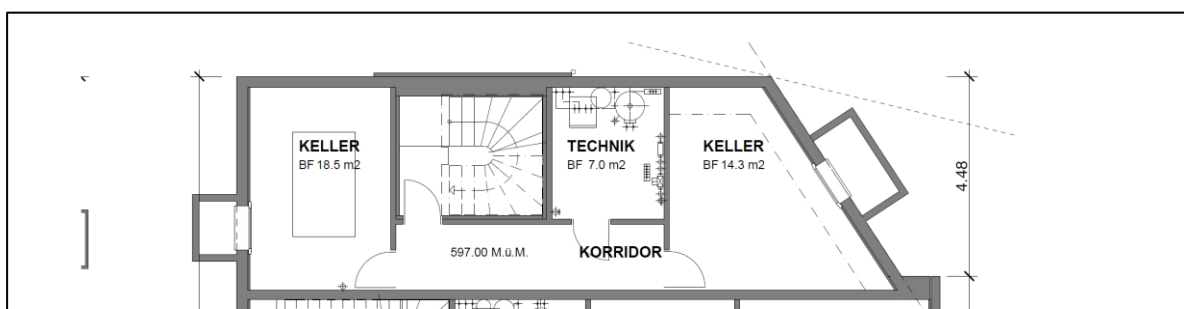 KELLER
BF 18.5 m2
TECHNIK
BF 7.0 m2
KELLER
BF 14.3 m2
4.48
597.00 M.ü.M.
KORRIDOR